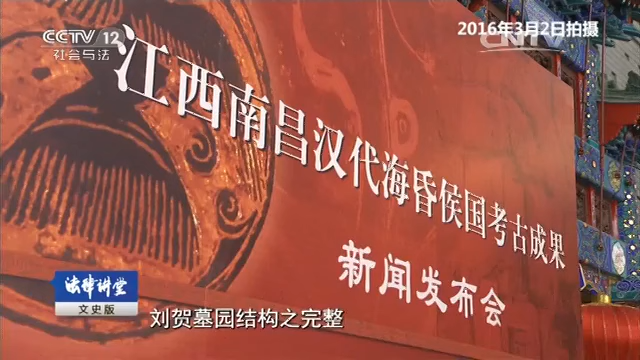 CCTV 12
社会与法
2016年3月2日拍摄
CNTV
江西南昌汉代海昏侯国考古成果
新闻发布会
法律讲堂
文史版
刘贺墓园结构之完整